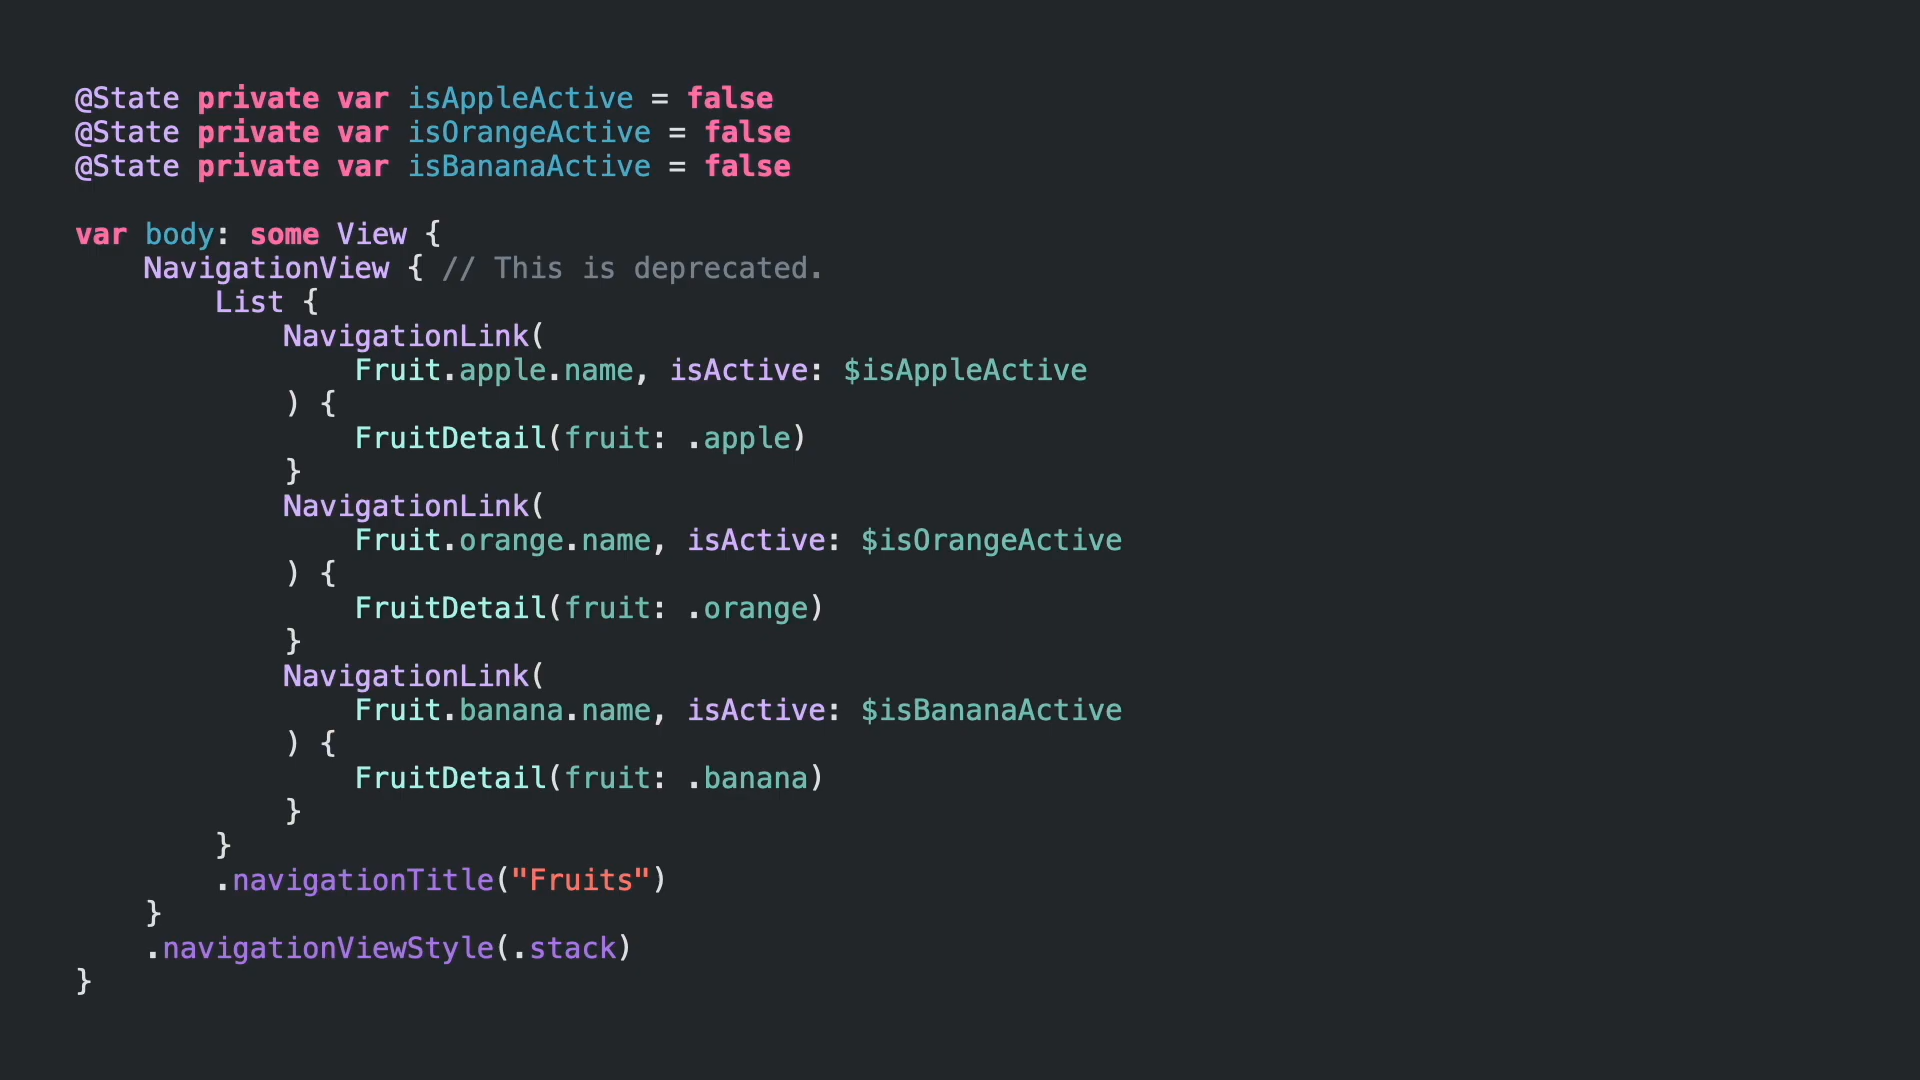 @State private var isAppleActive = false
@State private var isOrangeActive = false
@State private var isBananaActive = false

var body: some View {
    NavigationView { // This is deprecated.
        List {
            NavigationLink(
                Fruit.apple.name, isActive: $isAppleActive
            ) {
                FruitDetail(fruit: .apple)
            }
            NavigationLink(
                Fruit.orange.name, isActive: $isOrangeActive
            ) {
                FruitDetail(fruit: .orange)
            }
            NavigationLink(
                Fruit.banana.name, isActive: $isBananaActive
            ) {
                FruitDetail(fruit: .banana)
            }
        }
        .navigationTitle("Fruits")
    }
    .navigationViewStyle(.stack)
}